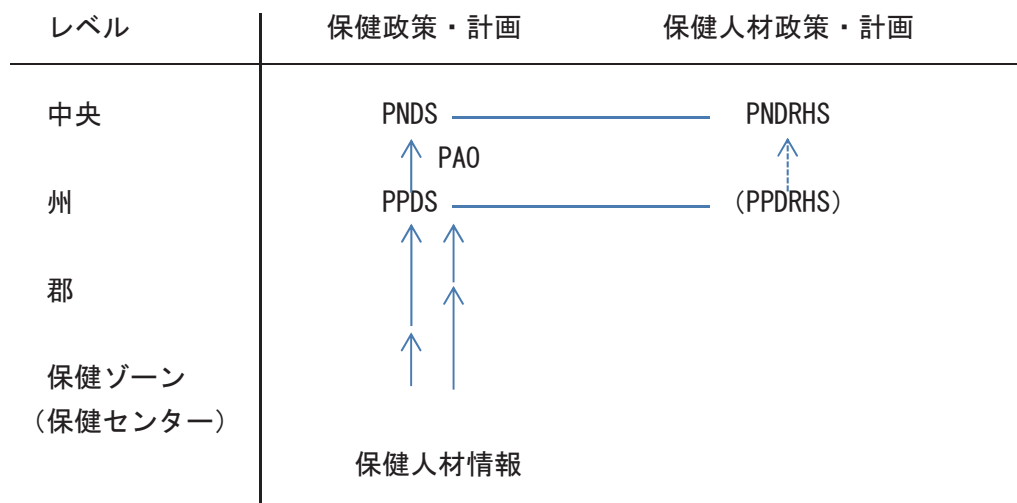 レベル 保健政策・計画 保健人材政策・計画
中央 PNDS PNDRHS
PAO
州 PPDS (PPDRHS)
郡
保健ゾーン
（保健センター）
保健人材情報